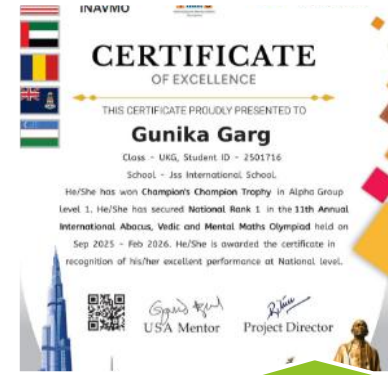 INAVMO
CERTIFICATE
OF EXCELLENCE
THIS CERTIFICATE PROUDLY PRESENTED TO
Gunika Garg
Class - UKG, Student ID - 2501716
School - Jss International School.
He/She has won Champion's Champion Trophy in Alpha Group
level 1. He/She has secured National Rank 1 in the 11th Annual
International Abacus, Vedic and Mental Maths Olympiad held on
Sep 2025 - Feb 2026. He/She is awarded the certificate in
recognition of his/her excellent performance at National level.
USA Mentor Project Director